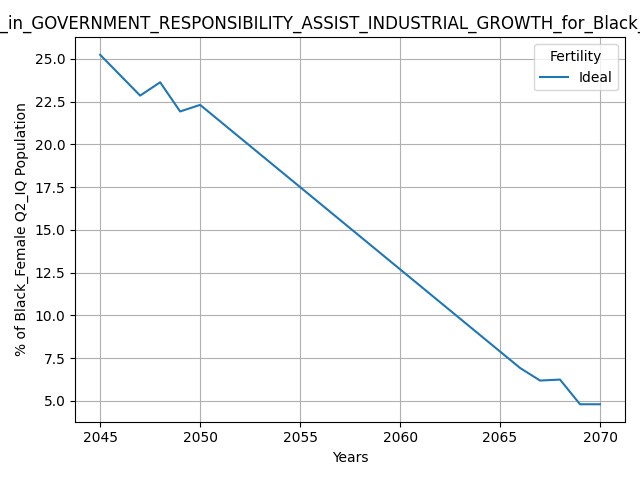 _in_GOVERNMENT_RESPONSIBILITY_ASSIST_INDUSTRIAL_GROWTH_for_Black_
Fertility
Ideal
% of Black_Female Q2_IQ Population
25.0
22.5
20.0
17.5
15.0
12.5
10.0
7.5
5.0
2045 2050 2055 2060 2065 2070
Years